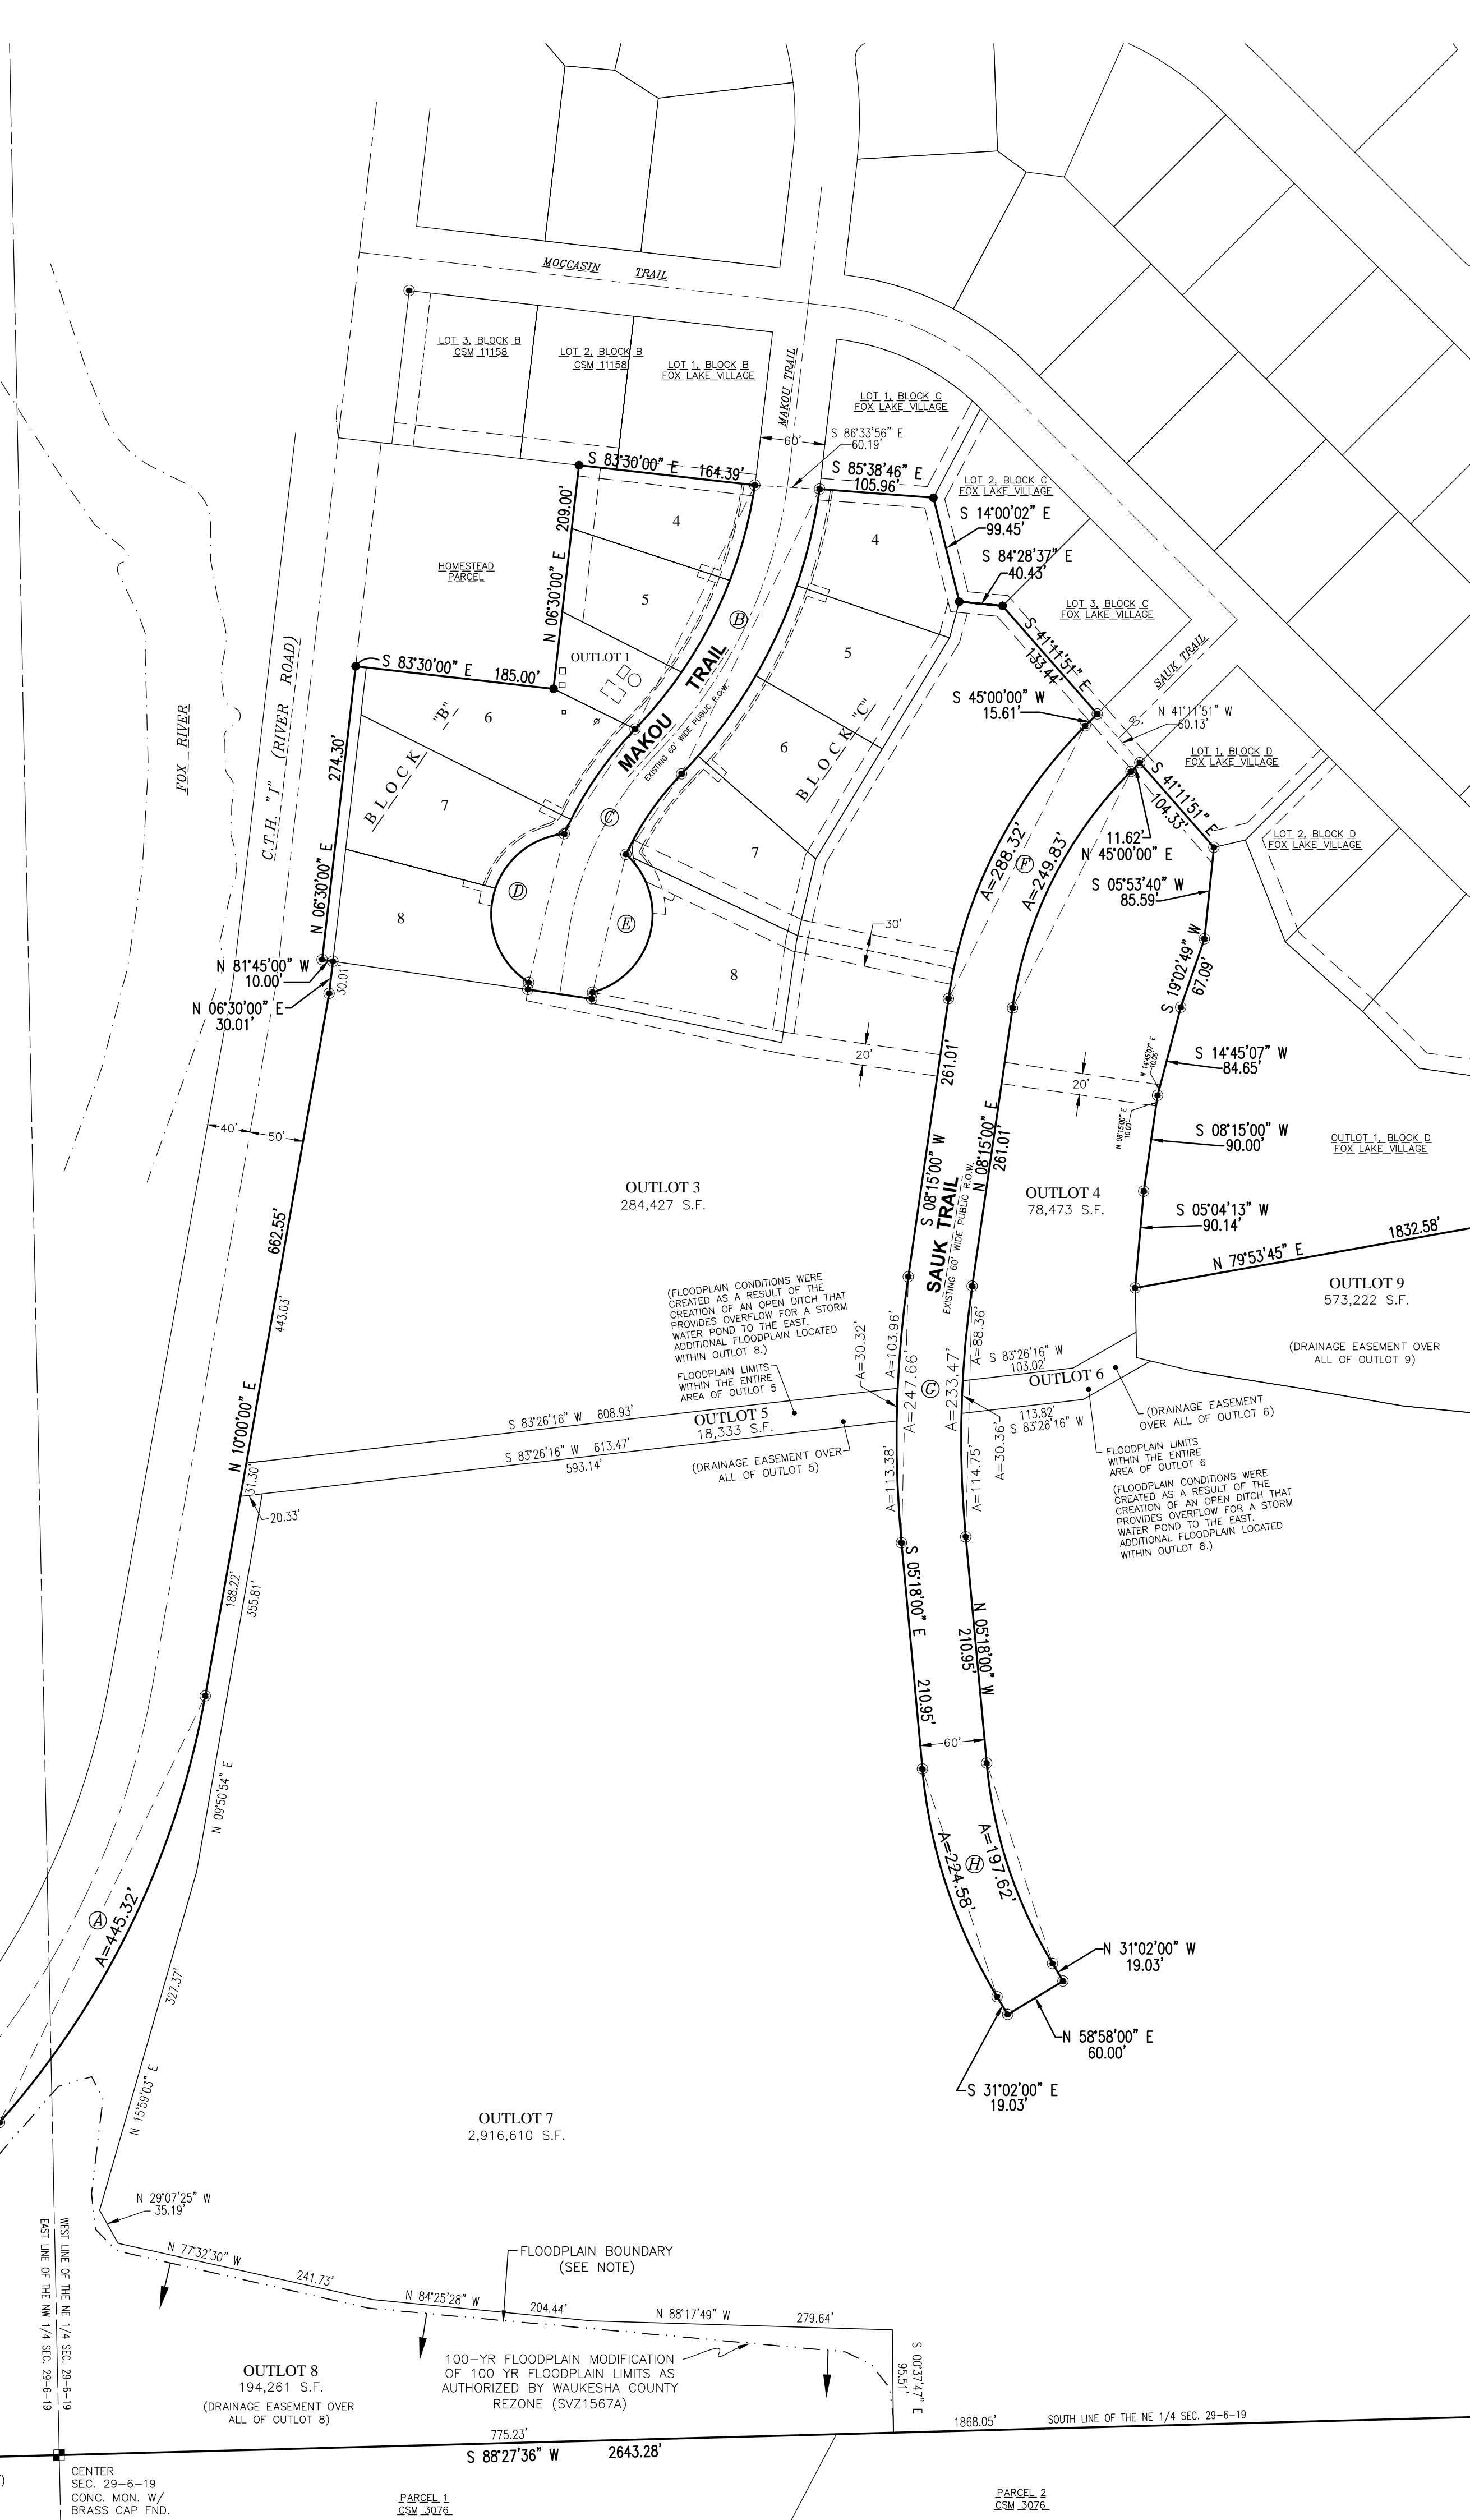 MOCCASIN TRAIL
LOT 3, BLOCK B
CSM 11158
LOT 2, BLOCK B
CSM 11158
LOT 1, BLOCK B
FOX LAKE VILLAGE
MAKOU TRAIL
LOT 1, BLOCK C
FOX LAKE VILLAGE
60'
S 86°33'56" E
60.19'
S 83°30'00" E 164.39'
S 85°38'46" E
105.96'
LOT 2, BLOCK C
FOX LAKE VILLAGE
S 14°00'02" E
99.45'
S 84°28'37" E
40.43'
LOT 3, BLOCK C
FOX LAKE VILLAGE
209.00'
N 06°30'00" E
4
4
HOMESTEAD
PARCEL
5
5
B
OUTLOT 1
S 41°11'51" E
133.44'
SAUK TRAIL
S 83°30'00" E 185.00'
S 45°00'00" W
15.61'
60'
N 41°11'51" W
60.13'
LOT 1, BLOCK D
FOX LAKE VILLAGE
MAKOU TRAIL
EXISTING 60' WIDE PUBLIC R.O.W.
6
6
BLOCK "B"
BLOCK "C"
FOX RIVER
C.T.H. "I" (RIVER ROAD)
274.30'
N 06°30'00" E
7
7
C
S 41°11'51" E
104.33'
11.62'
N 45°00'00" E
LOT 2, BLOCK D
FOX LAKE VILLAGE
A=288.32'
F
A=249.83'
S 05°53'40" W
85.59'
D
E
8
8
30'
S 19°02'49" W
67.09'
N 81°45'00" W
10.00'
30.01'
N 06°30'00" E
30.01'
20'
261.01'
S 08°15'00" W
N 08°15'00" E
261.01'
20'
N 14°45'07" E
10.06'
S 14°45'07" W
84.65'
N 08°15'00" E
10.00'
S 08°15'00" W
90.00'
OUTLOT 1, BLOCK D
FOX LAKE VILLAGE
40'
50'
OUTLOT 3
284,427 S.F.
OUTLOT 4
78,473 S.F.
S 05°04'13" W
90.14'
662.55'
443.03'
N 10°00'00" E
SAUK TRAIL
EXISTING 60' WIDE PUBLIC R.O.W.
N 79°53'45" E 1832.58'
OUTLOT 9
573,222 S.F.
(DRAINAGE EASEMENT OVER
ALL OF OUTLOT 9)
(FLOODPLAIN CONDITIONS WERE
CREATED AS A RESULT OF THE
CREATION OF AN OPEN DITCH THAT
PROVIDES OVERFLOW FOR A STORM
WATER POND TO THE EAST.
ADDITIONAL FLOODPLAIN LOCATED
WITHIN OUTLOT 8.)
FLOODPLAIN LIMITS
WITHIN THE ENTIRE
AREA OF OUTLOT 5
A=30.32'
A=103.96'
A=247.66'
G
A=233.47'
A=88.36'
S 83°26'16" W
103.02'
OUTLOT 6
113.82'
S 83°26'16" W
A=30.36'
A=113.38'
A=114.75'
S 83°26'16" W 608.93'
OUTLOT 5
18,333 S.F.
S 83°26'16" W 613.47'
593.14'
(DRAINAGE EASEMENT OVER
ALL OF OUTLOT 5)
(DRAINAGE EASEMENT
OVER ALL OF OUTLOT 6)
FLOODPLAIN LIMITS
WITHIN THE ENTIRE
AREA OF OUTLOT 6
(FLOODPLAIN CONDITIONS WERE
CREATED AS A RESULT OF THE
CREATION OF AN OPEN DITCH THAT
PROVIDES OVERFLOW FOR A STORM
WATER POND TO THE EAST.
ADDITIONAL FLOODPLAIN LOCATED
WITHIN OUTLOT 8.)
31.30'
20.33'
188.22'
355.81'
S 05°18'00" E
210.95'
N 05°18'00" W
210.95'
60'
N 09°50'54" E
327.37'
N 15°59'03" E
A
A=445.32'
A=224.58'
H
A=197.62'
N 31°02'00" W
19.03'
N 58°58'00" E
60.00'
S 31°02'00" E
19.03'
OUTLOT 7
2,916,610 S.F.
N 29°07'25" W
35.19'
EAST LINE OF THE NW 1/4 SEC. 29-6-19
WEST LINE OF THE NE 1/4 SEC. 29-6-19
N 77°32'30" W
241.73'
FLOODPLAIN BOUNDARY
(SEE NOTE)
N 84°25'28" W
204.44'
N 88°17'49" W 279.64'
S 00°37'47" E
95.51'
100-YR FLOODPLAIN MODIFICATION
OF 100 YR FLOODPLAIN LIMITS AS
AUTHORIZED BY WAUKESHA COUNTY
REZONE (SVZ1567A)
OUTLOT 8
194,261 S.F.
(DRAINAGE EASEMENT OVER
ALL OF OUTLOT 8)
775.23'
1868.05'
SOUTH LINE OF THE NE 1/4 SEC. 29-6-19
S 88°27'36" W 2643.28'
')
CENTER
SEC. 29-6-19
CONC. MON. W/
BRASS CAP FND.
PARCEL 1
CSM 3076
PARCEL 2
CSM 3076